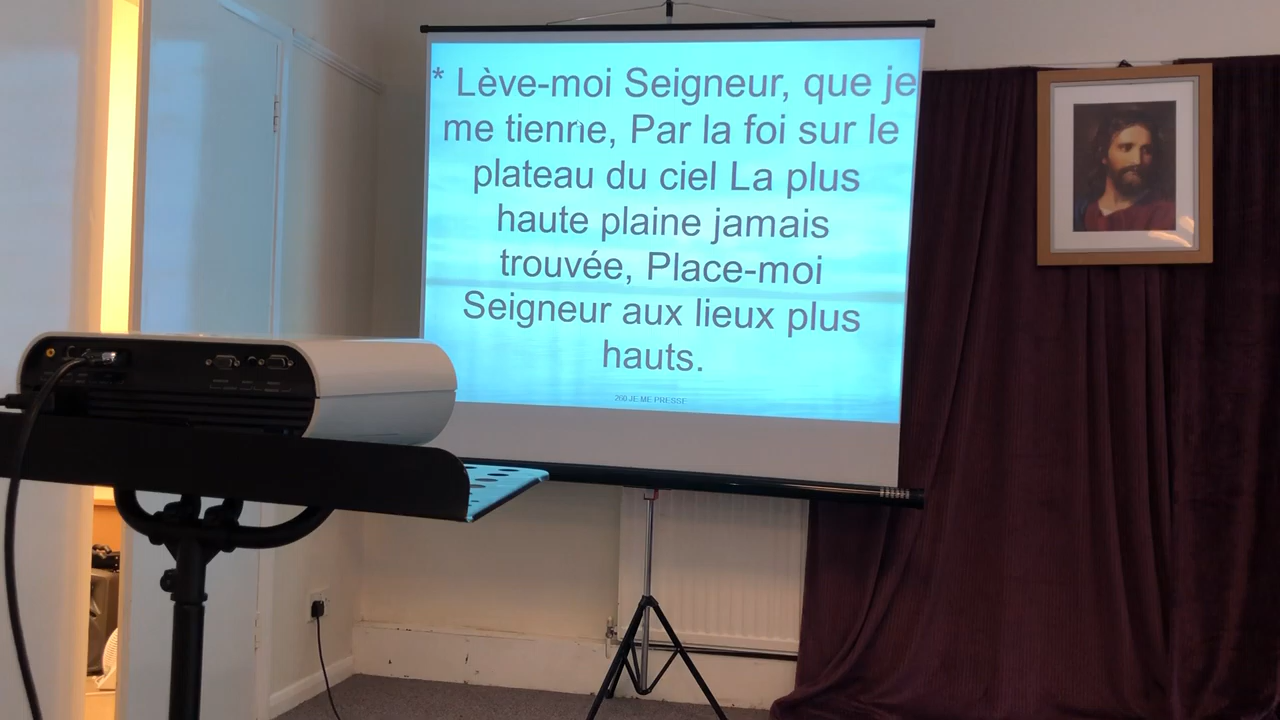 * Lève-moi Seigneur, que je
me tienne, Par la foi sur le
plateau du ciel La plus
haute plaine jamais
trouvée, Place-moi
Seigneur aux lieux plus
hauts.
260 JE ME PRESSE